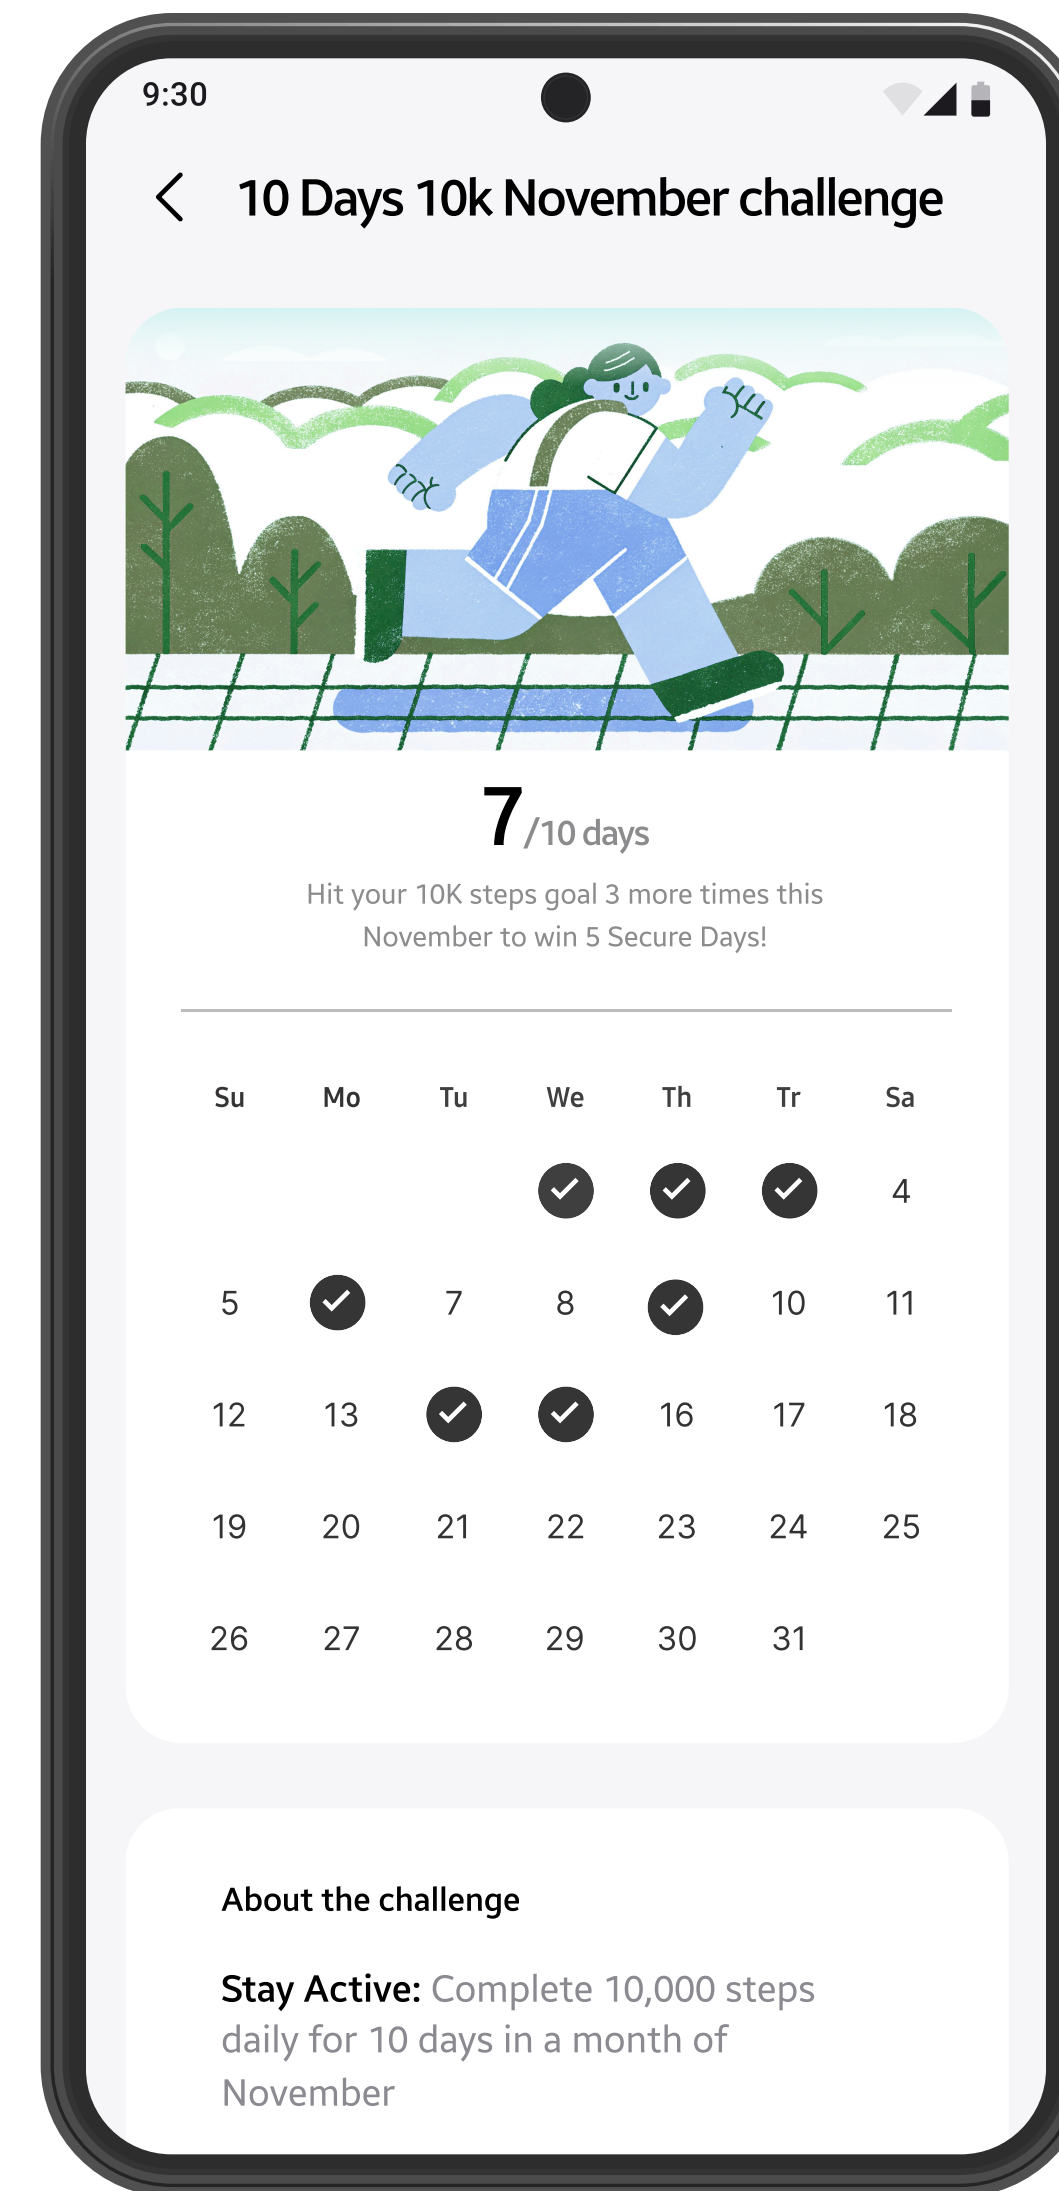 9:30
10 Days 10k November challenge
7/10 days
Hit your 10K steps goal 3 more times this
November to win 5 Secure Days!
Su Mo Tu We Th Tr Sa
4
5 7 8 10 11
12 13 16 17 18
19 20 21 22 23 24 25
26 27 28 29 30 31
About the challenge
Stay Active: Complete 10,000 steps
daily for 10 days in a month of
November